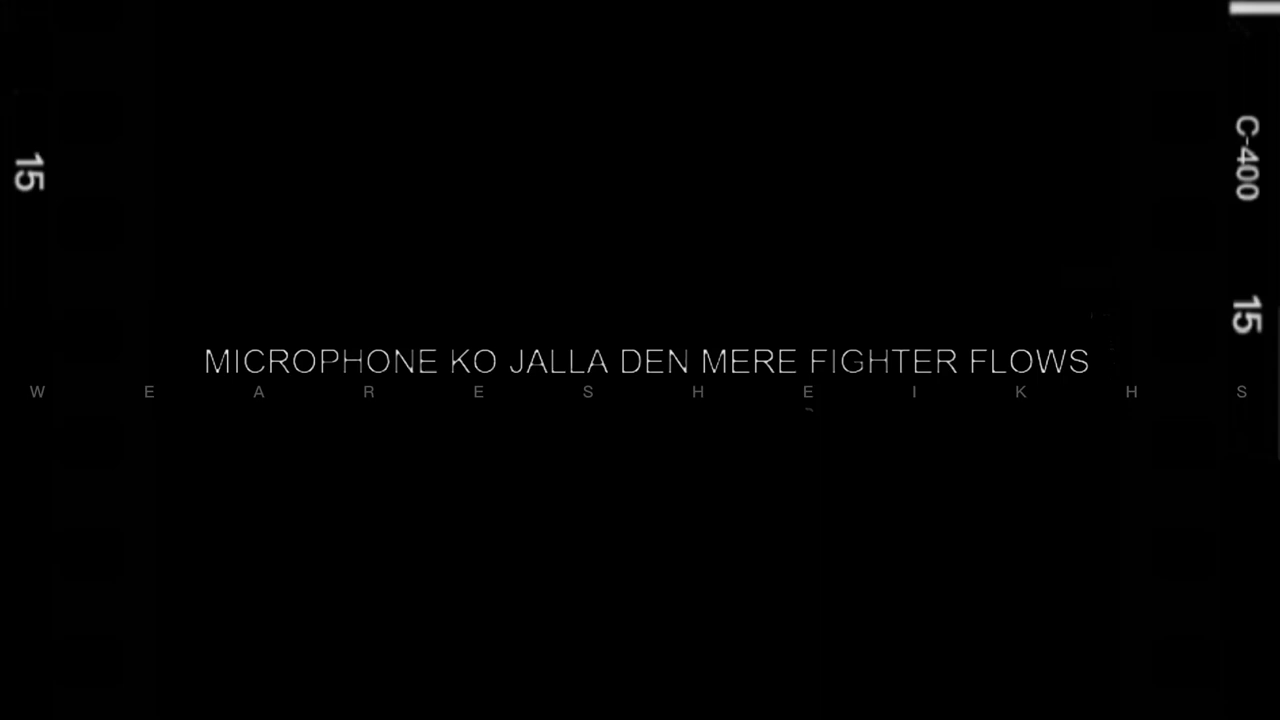 15
C-400
15
MICROPHONE KO JALLA DEN MERE FIGHTER FLOWS
W E A R E S H E I K H S